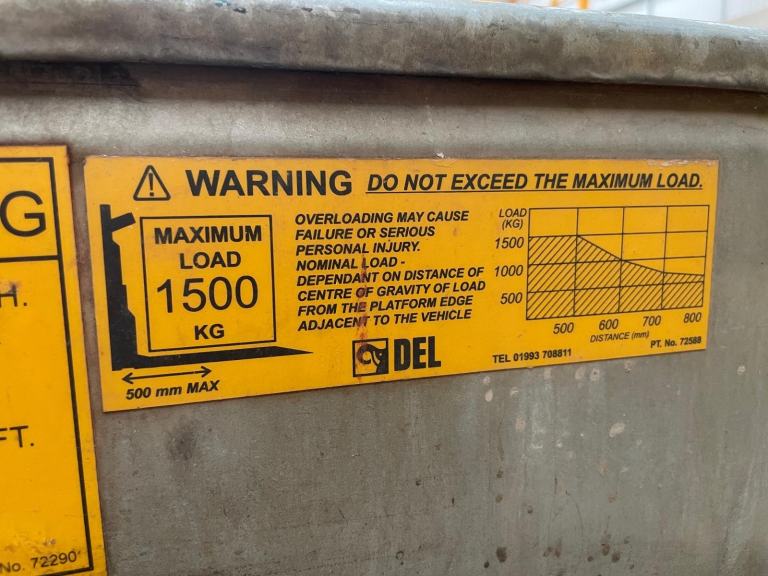 G
H.
FT.
No. 72290
WARNING DO NOT EXCEED THE MAXIMUM LOAD.
MAXIMUM
LOAD
1500
KG
500 mm MAX
OVERLOADING MAY CAUSE
FAILURE OR SERIOUS
PERSONAL INJURY.
NOMINAL LOAD -
DEPENDANT ON DISTANCE OF
CENTRE OF GRAVITY OF LOAD
FROM THE PLATFORM EDGE
ADJACENT TO THE VEHICLE
DEL
LOAD
(KG)
1500
1000
500
500 600 700 800
DISTANCE (mm)
TEL 01993 708811
PT. No. 72588